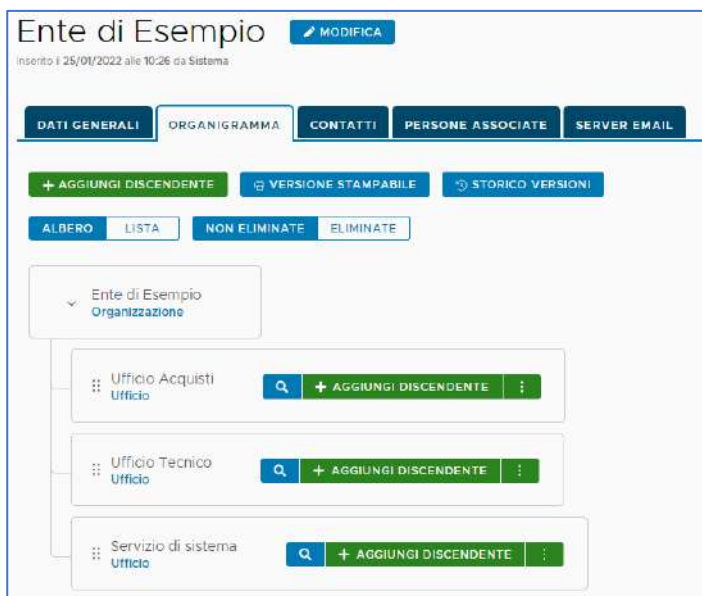 Ente di Esempio MODIFICA
Inserito il 25/01/2022 alle 10:26 da Sistema
DATI GENERALI ORGANIGRAMMA CONTATTI PERSONE ASSOCIATE SERVER EMAIL
+ AGGIUNGI DISCENDENTE VERSIONE STAMPABILE STORICO VERSIONI
ALBERO LISTA NON ELIMINATE ELIMINATE
Ente di Esempio
Organizzazione
Ufficio Acquisti
Ufficio
+ AGGIUNGI DISCENDENTE
Ufficio Tecnico
Ufficio
+ AGGIUNGI DISCENDENTE
Servizio di sistema
Ufficio
+ AGGIUNGI DISCENDENTE